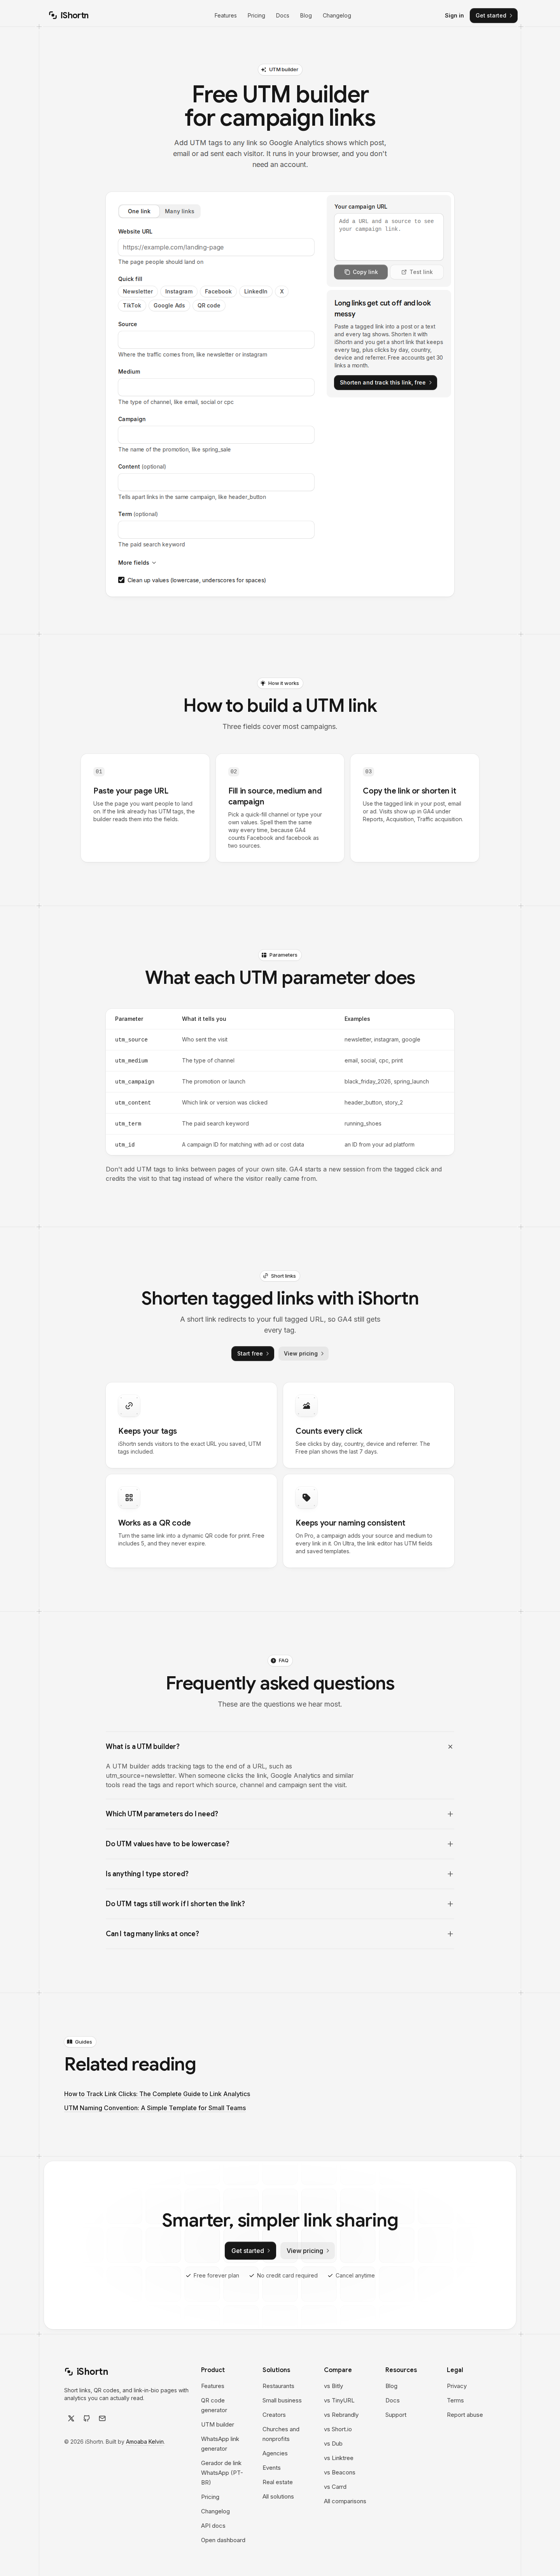 iShortn
Features
Pricing
Docs
Blog
Changelog
Sign in
Get started
UTM builder
Free UTM builder
for campaign links
Add UTM tags to any link so Google Analytics shows which post,
email or ad sent each visitor. It runs in your browser, and you don't
need an account.
One link
Many links
Website URL
https://example.com/landing-page
The page people should land on
Quick fill
Newsletter
Instagram
Facebook
LinkedIn
X
TikTok
Google Ads
QR code
Source
Where the traffic comes from, like newsletter or instagram
Medium
The type of channel, like email, social or cpc
Campaign
The name of the promotion, like spring_sale
Content (optional)
Tells apart links in the same campaign, like header_button
Term (optional)
The paid search keyword
More fields
Clean up values (lowercase, underscores for spaces)
Your campaign URL
Add a URL and a source to see
your campaign link.
Copy link
Test link
Long links get cut off and look
messy
Paste a tagged link into a post or a text
and every tag shows. Shorten it with
iShortn and you get a short link that keeps
every tag, plus clicks by day, country,
device and referrer. Free accounts get 30
links a month.
Shorten and track this link, free
How it works
How to build a UTM link
Three fields cover most campaigns.
01
Paste your page URL
Use the page you want people to land
on. If the link already has UTM tags, the
builder reads them into the fields.
02
Fill in source, medium and
campaign
Pick a quick-fill channel or type your
own values. Spell them the same
way every time, because GA4
counts Facebook and facebook as
two sources.
03
Copy the link or shorten it
Use the tagged link in your post, email
or ad. Visits show up in GA4 under
Reports, Acquisition, Traffic acquisition.
Parameters
What each UTM parameter does
Parameter
What it tells you
Examples
utm_source
Who sent the visit
newsletter, instagram, google
utm_medium
The type of channel
email, social, cpc, print
utm_campaign
The promotion or launch
black_friday_2026, spring_launch
utm_content
Which link or version was clicked
header_button, story_2
utm_term
The paid search keyword
running_shoes
utm_id
A campaign ID for matching with ad or cost data
an ID from your ad platform
Don't add UTM tags to links between pages of your own site. GA4 starts a new session from the tagged click and
credits the visit to that tag instead of where the visitor really came from.
Short links
Shorten tagged links with iShortn
A short link redirects to your full tagged URL, so GA4 still gets
every tag.
Start free
View pricing
Keeps your tags
iShortn sends visitors to the exact URL you saved, UTM
tags included.
Counts every click
See clicks by day, country, device and referrer. The
Free plan shows the last 7 days.
Works as a QR code
Turn the same link into a dynamic QR code for print. Free
includes 5, and they never expire.
Keeps your naming consistent
On Pro, a campaign adds your source and medium to
every link in it. On Ultra, the link editor has UTM fields
and saved templates.
FAQ
Frequently asked questions
These are the questions we hear most.
What is a UTM builder?
A UTM builder adds tracking tags to the end of a URL, such as
utm_source=newsletter. When someone clicks the link, Google Analytics and similar
tools read the tags and report which source, channel and campaign sent the visit.
Which UTM parameters do I need?
Do UTM values have to be lowercase?
Is anything I type stored?
Do UTM tags still work if I shorten the link?
Can I tag many links at once?
Guides
Related reading
How to Track Link Clicks: The Complete Guide to Link Analytics
UTM Naming Convention: A Simple Template for Small Teams
Smarter, simpler link sharing
Get started
View pricing
Free forever plan
No credit card required
Cancel anytime
iShortn
Short links, QR codes, and link-in-bio pages with
analytics you can actually read.
© 2026 iShortn. Built by Amoaba Kelvin.
Product
Features
QR code
generator
UTM builder
WhatsApp link
generator
Gerador de link
WhatsApp (PT-
BR)
Pricing
Changelog
API docs
Open dashboard
Solutions
Restaurants
Small business
Creators
Churches and
nonprofits
Agencies
Events
Real estate
All solutions
Compare
vs Bitly
vs TinyURL
vs Rebrandly
vs Short.io
vs Dub
vs Linktree
vs Beacons
vs Carrd
All comparisons
Resources
Blog
Docs
Support
Legal
Privacy
Terms
Report abuse